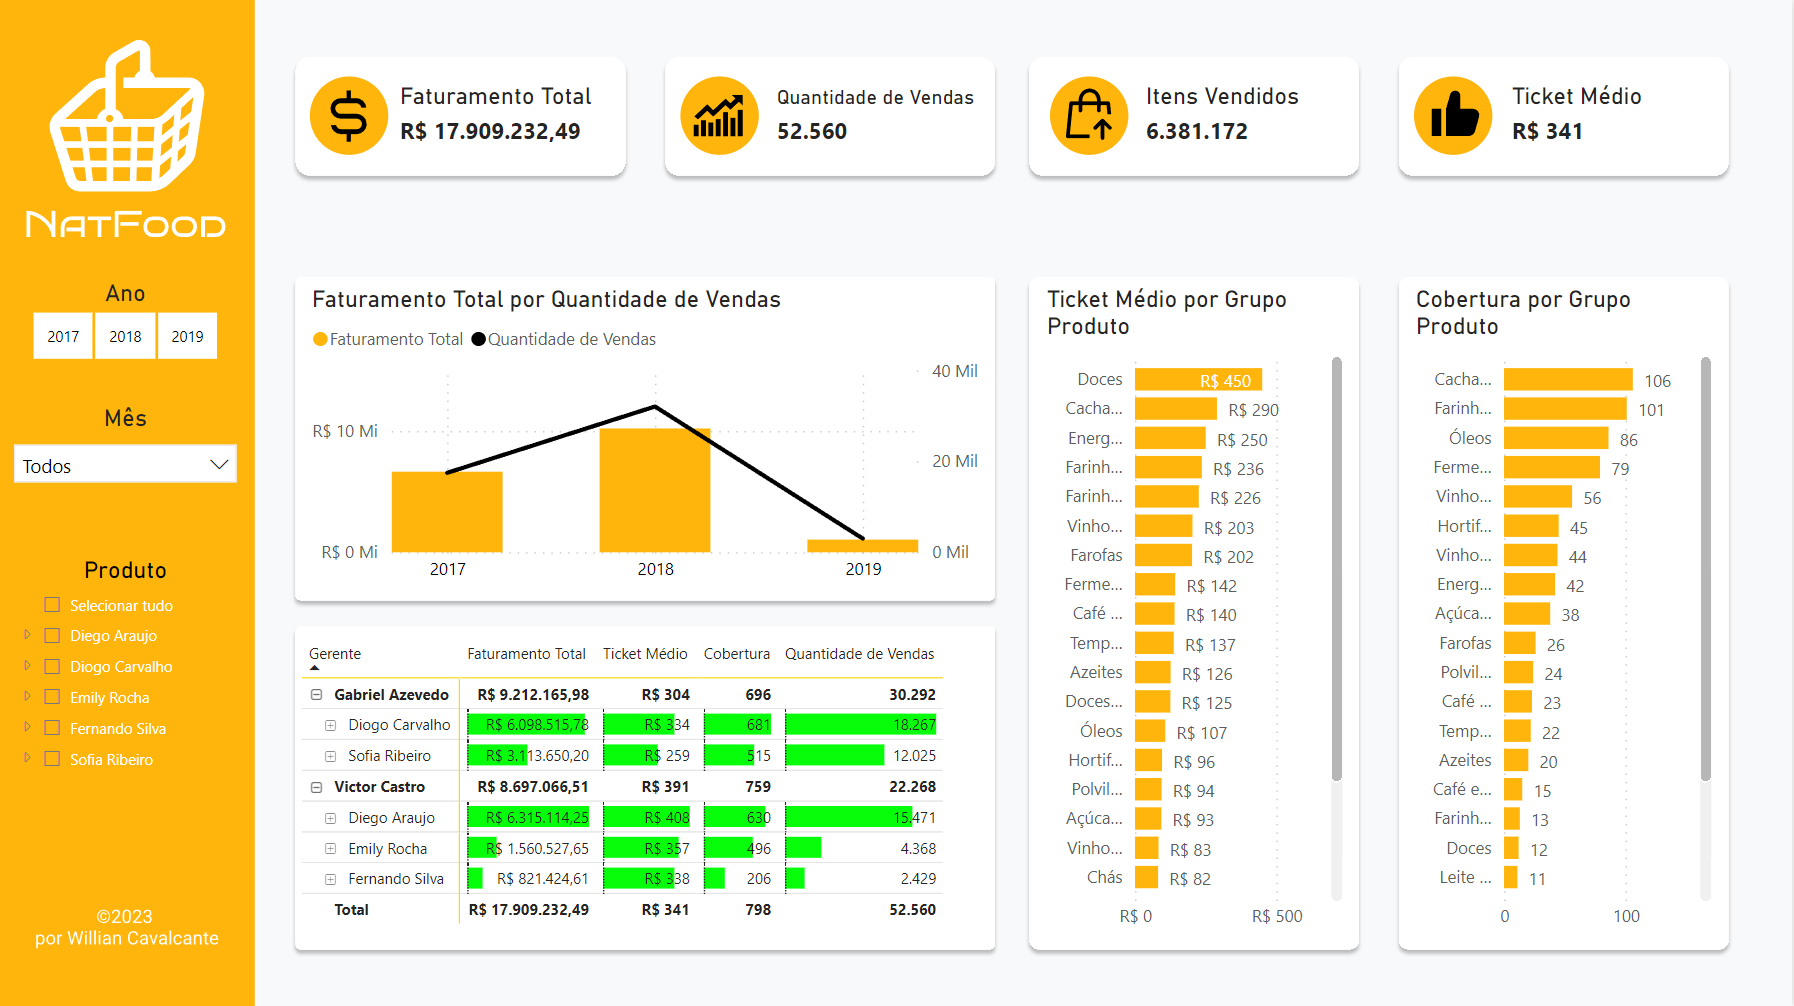 NatFood
Ano
2017 2018 2019
Mês
Todos
Produto
Selecionar tudo
Diego Araujo
Diogo Carvalho
Emily Rocha
Fernando Silva
Sofia Ribeiro
©2023
por Willian Cavalcante
Faturamento Total
R$ 17.909.232,49
Quantidade de Vendas
52.560
Itens Vendidos
6.381.172
Ticket Médio
R$ 341
Faturamento Total por Quantidade de Vendas
Faturamento Total Quantidade de Vendas
40 Mil
R$ 10 Mi
20 Mil
R$ 0 Mi 0 Mil
2017 2018 2019
Gerente Faturamento Total Ticket Médio Cobertura Quantidade de Vendas
Gabriel Azevedo R$ 9.212.165,98 R$ 304 696 30.292
Diogo Carvalho R$ 6.098.515,78 R$ 334 681 18.267
Sofia Ribeiro R$ 3.113.650,20 R$ 259 515 12.025
Victor Castro R$ 8.697.066,51 R$ 391 759 22.268
Diego Araujo R$ 6.315.114,25 R$ 408 630 15.471
Emily Rocha R$ 1.560.527,65 R$ 357 496 4.368
Fernando Silva R$ 821.424,61 R$ 338 206 2.429
Total R$ 17.909.232,49 R$ 341 798 52.560
Ticket Médio por Grupo
Produto
Doces R$ 450
Cacha... R$ 290
Energ... R$ 250
Farinh... R$ 236
Farinh... R$ 226
Vinho... R$ 203
Farofas R$ 202
Ferme... R$ 142
Café ... R$ 140
Temp... R$ 137
Azeites R$ 126
Doces... R$ 125
Óleos R$ 107
Hortif... R$ 96
Polvil... R$ 94
Açúca... R$ 93
Vinho... R$ 83
Chás R$ 82
R$ 0 R$ 500
Cobertura por Grupo
Produto
Cacha... 106
Farinh... 101
Óleos 86
Ferme... 79
Vinho... 56
Hortif... 45
Vinho... 44
Energ... 42
Açúca... 38
Farofas 26
Polvil... 24
Café ... 23
Temp... 22
Azeites 20
Café e... 15
Farinh... 13
Doces 12
Leite ... 11
0 100